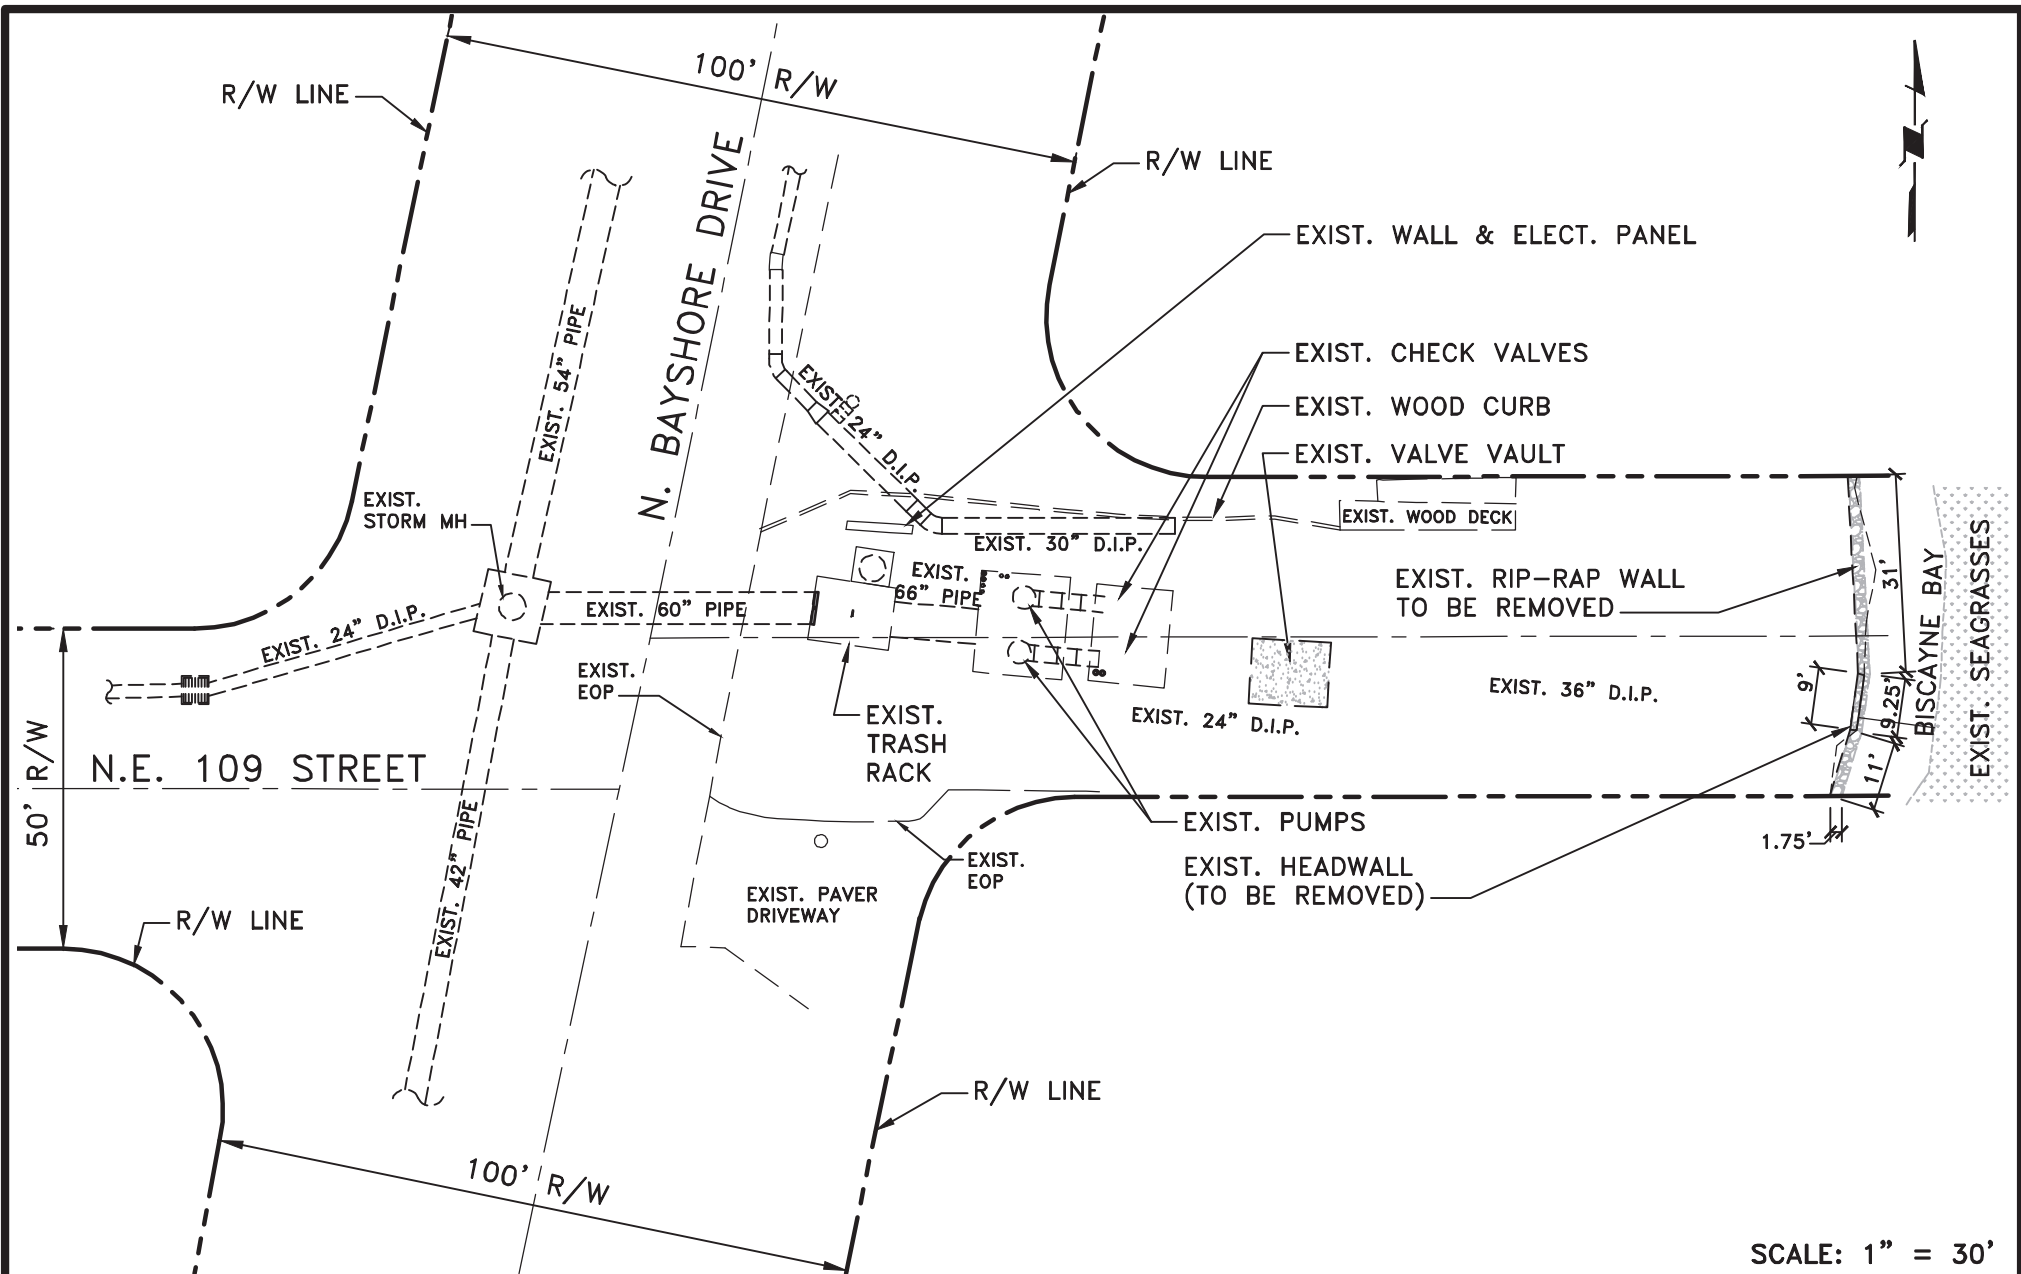 100' R/W
R/W LINE
R/W LINE
N. BAYSHORE DRIVE
EXIST. WALL & ELECT. PANEL
EXIST. CHECK VALVES
EXIST. WOOD CURB
EXIST. VALVE VAULT
EXIST. 54" PIPE
EXIST. 24" D.I.P.
EXIST.
STORM MH
EXIST. WOOD DECK
EXIST. 30" D.I.P.
EXIST.
66" PIPE
EXIST. RIP-RAP WALL
TO BE REMOVED
31'
BISCAYNE BAY
EXIST. SEAGRASSES
EXIST. 60" PIPE
EXIST. 24" D.I.P.
EXIST.
EOP
9'
9.25'
EXIST. 36" D.I.P.
EXIST. 24" D.I.P.
EXIST.
TRASH
RACK
50' R/W
N.E. 109 STREET
11'
EXIST. PUMPS
1.75'
EXIST. 42" PIPE
EXIST.
EOP
EXIST. HEADWALL
(TO BE REMOVED)
EXIST. PAVER
DRIVEWAY
R/W LINE
R/W LINE
100' R/W
SCALE: 1" = 30'
N